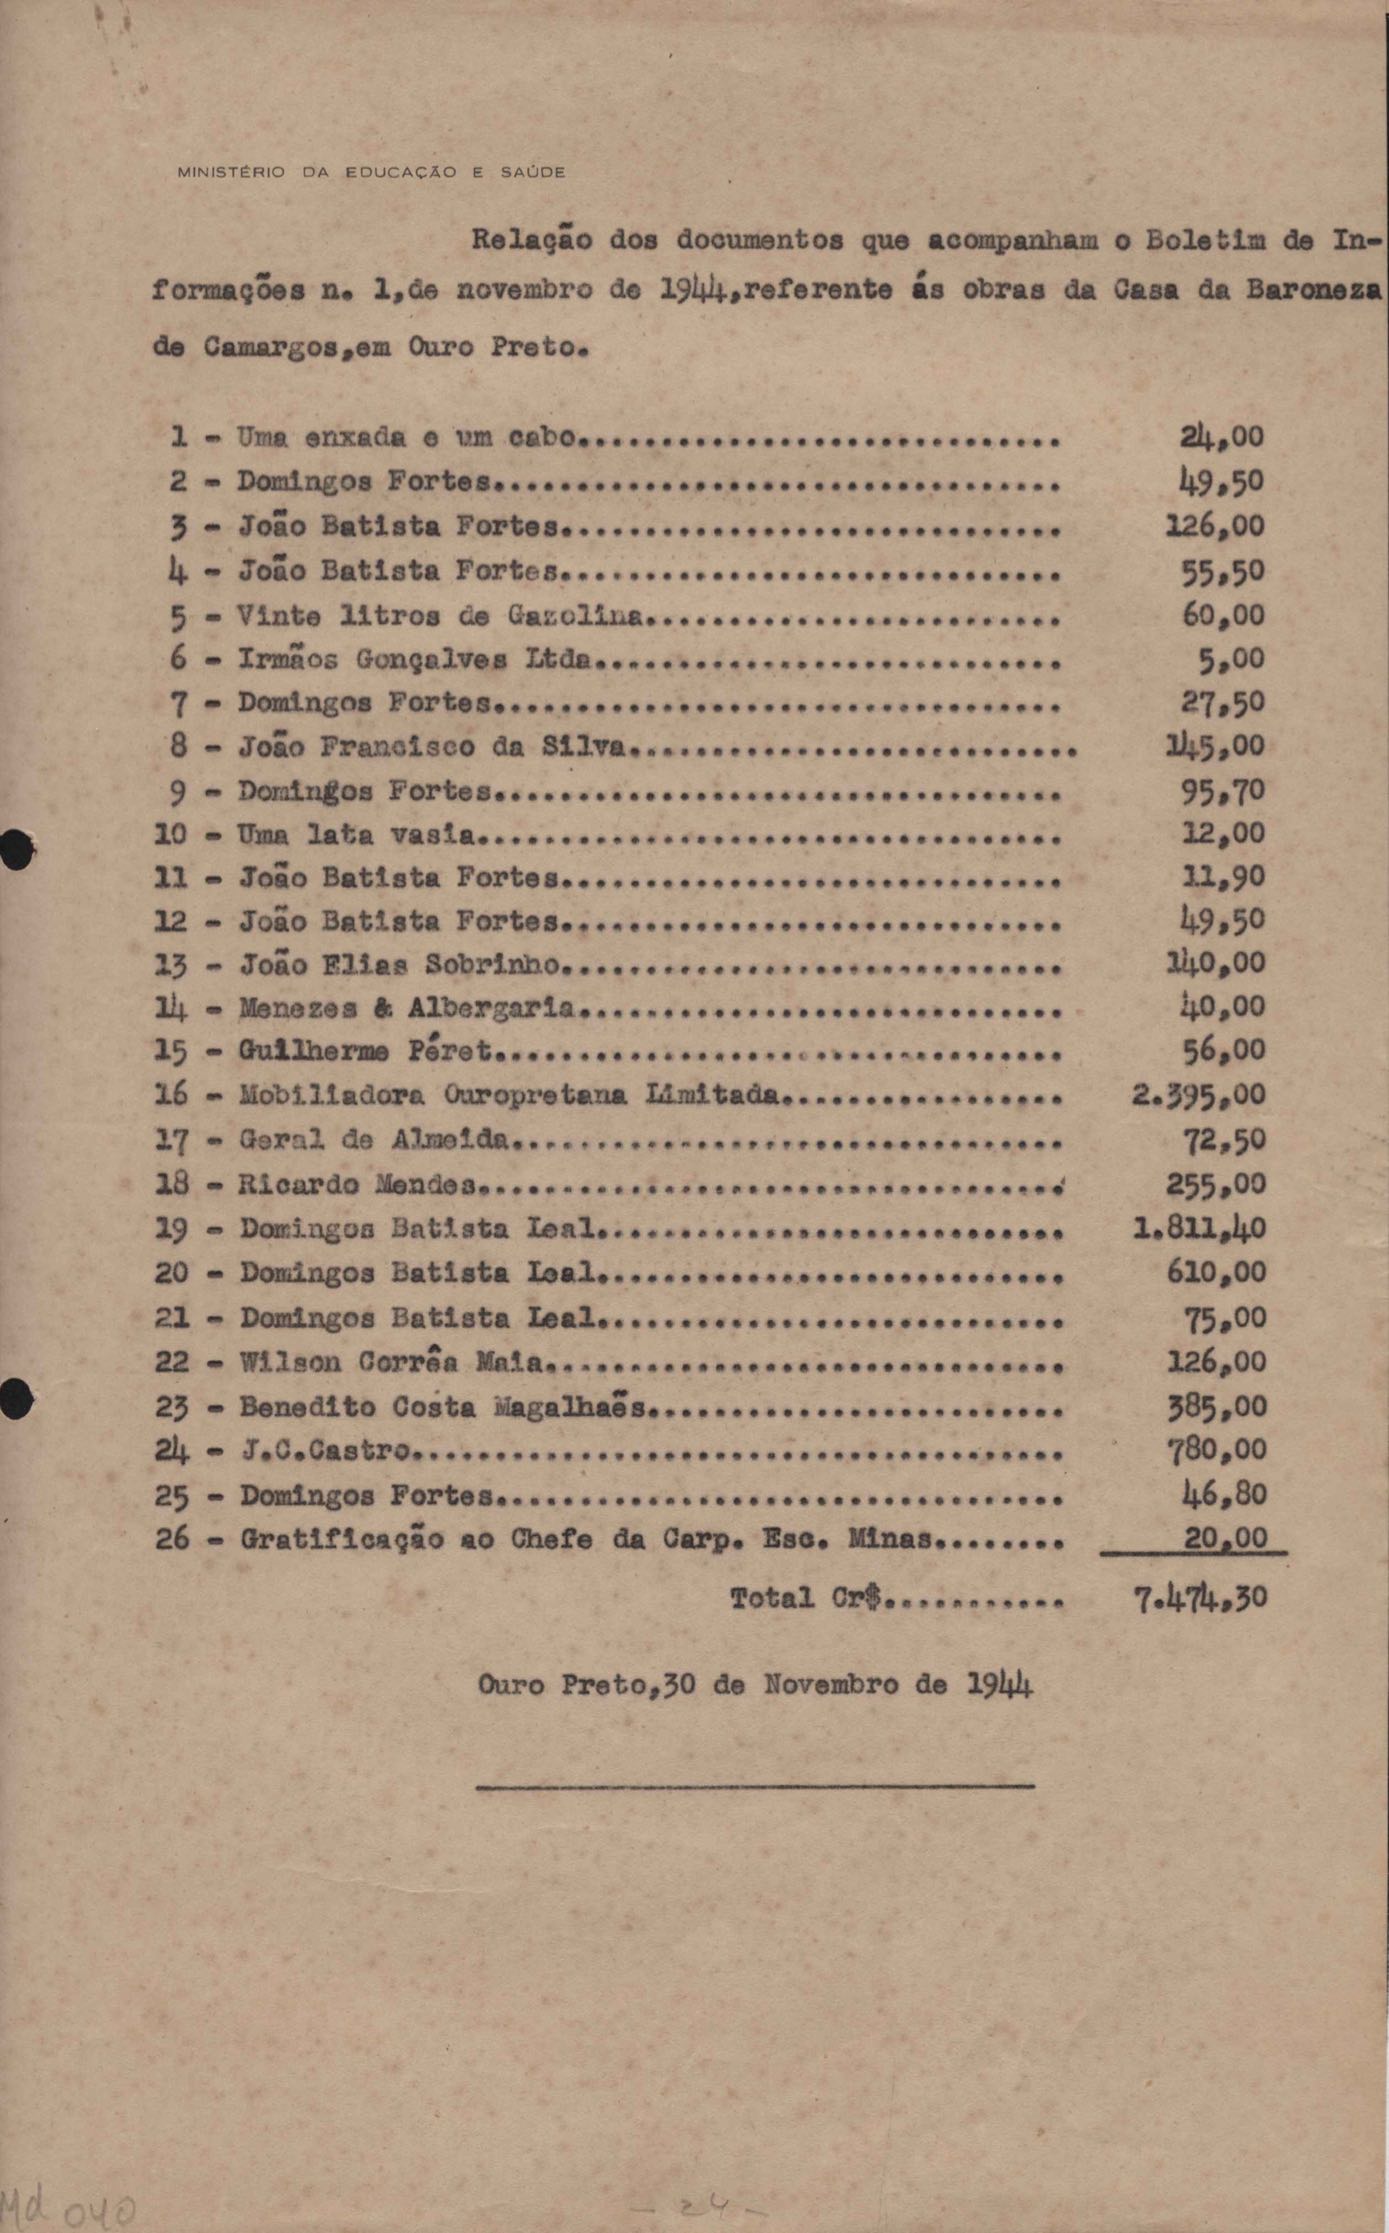 MINISTÉRIO DA EDUCAÇÃO E SAÚDE
Relação dos documentos que acompanham o Boletim de In-
formações n. 1,de novembro de 1944,referente ás obras da Casa da Baroneza
de Camargos,em Ouro Preto.
1 - Uma enxada e um cabo............................. 24,00
2 - Domingos Fortes.................................. 49,50
3 - João Batista Fortes.............................. 126,00
4 - João Batista Fortes.............................. 55,50
5 - Vinte litros de Gazolina......................... 60,00
6 - Irmãos Gonçalves Ltda............................ 5,00
7 - Domingos Fortes.................................. 27,50
8 - João Francisco da Silva........................... 145,00
9 - Domingos Fortes.................................. 95,70
10 - Uma lata vasia................................... 12,00
11 - João Batista Fortes.............................. 11,90
12 - João Batista Fortes.............................. 49,50
13 - João Elias Sobrinho.............................. 140,00
14 - Menezes & Albergaria............................. 40,00
15 - Guilherme Péret.................................. 56,00
16 - Mobiliadora Ouropretana Limitada................. 2.395,00
17 - Geral de Almeida................................. 72,50
18 - Ricardo Mendes................................... 255,00
19 - Domingos Batista Leal............................ 1.811,40
20 - Domingos Batista Leal............................ 610,00
21 - Domingos Batista Leal............................ 75,00
22 - Wilson Corrêa Maia............................... 126,00
23 - Benedito Costa Magalhaẽs......................... 385,00
24 - J.C.Castro....................................... 780,00
25 - Domingos Fortes.................................. 46,80
26 - Gratificação ao Chefe da Carp. Esc. Minas........ 20,00
Total Cr$........... 7.474,30
Ouro Preto,30 de Novembro de 1944
Md 040
- 24 -